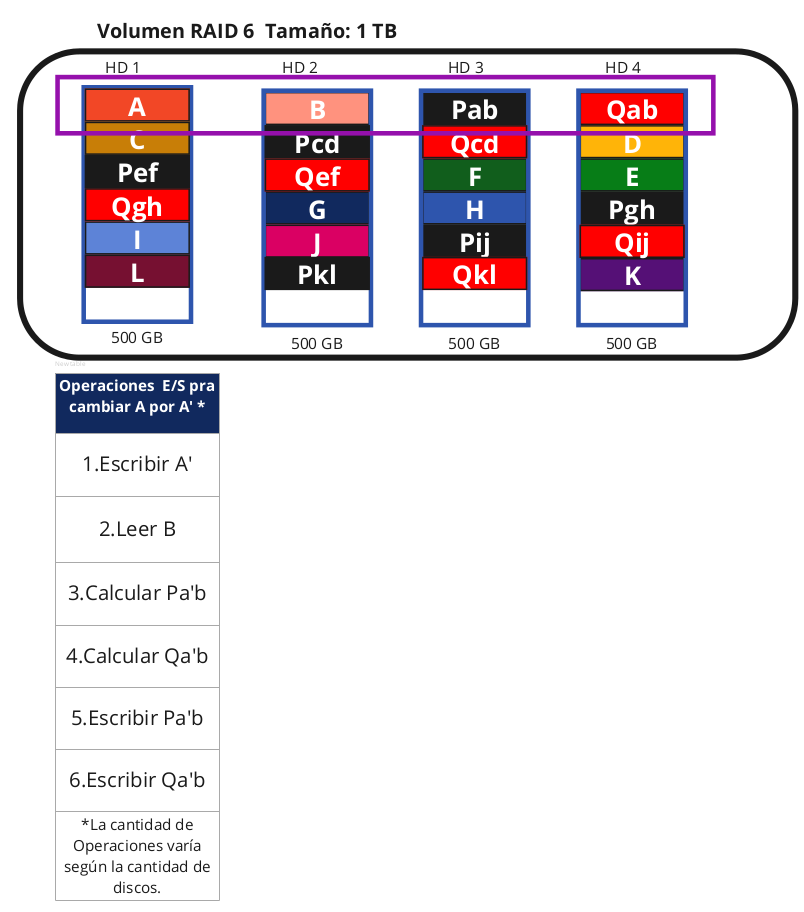 Volumen RAID 6  Tamaño: 1 TB
HD 1 HD 2 HD 3 HD 4
A B Pab Qab
C Pcd Qcd D
Pef Qef F E
Qgh G H Pgh
I J Pij Qij
L Pkl Qkl K
500 GB 500 GB 500 GB 500 GB
New table
Operaciones  E/S pra
cambiar A por A' *
1.Escribir A'
2.Leer B
3.Calcular Pa'b
4.Calcular Qa'b
5.Escribir Pa'b
6.Escribir Qa'b
*La cantidad de
Operaciones varía
según la cantidad de
discos.